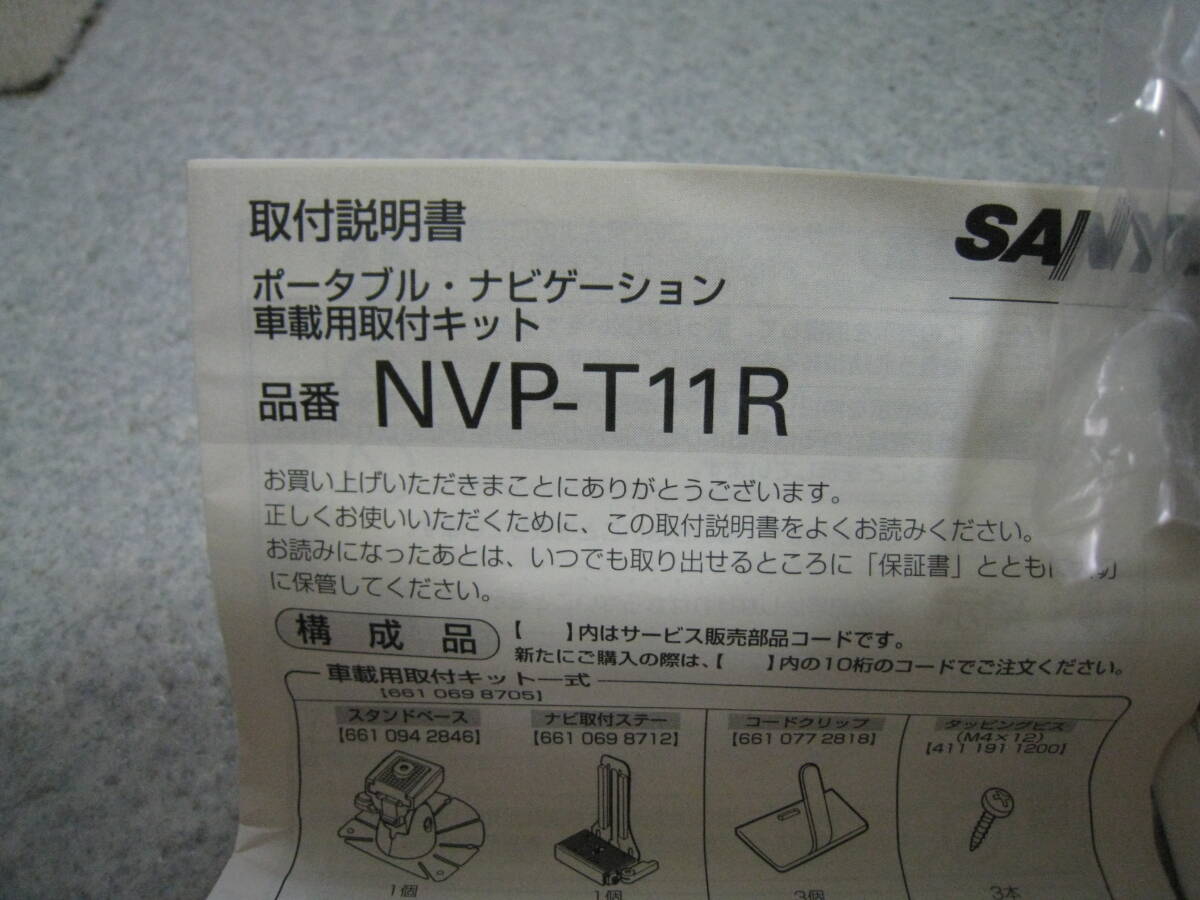 取付説明書
SANYO
ポータブル・ナビゲーション
車載用取付キット
品番 NVP-T11R
お買い上げいただきまことにありがとうございます。
正しくお使いいただくために、この取付説明書をよくお読みください。
お読みになったあとは、いつでも取り出せるところに「保証書」とともに
に保管してください。
構成品
【 】内はサービス販売部品コードです。
新たにご購入の際は、【 】内の10桁のコードでご注文ください。
車載用取付キット一式
【661 069 8705】
スタンドベース
【661 094 2846】
1個
ナビ取付ステー
【661 069 8712】
1個
コードクリップ
【661 077 2818】
3個
タッピングビス
(M4×12)
【411 191 1200】
3本